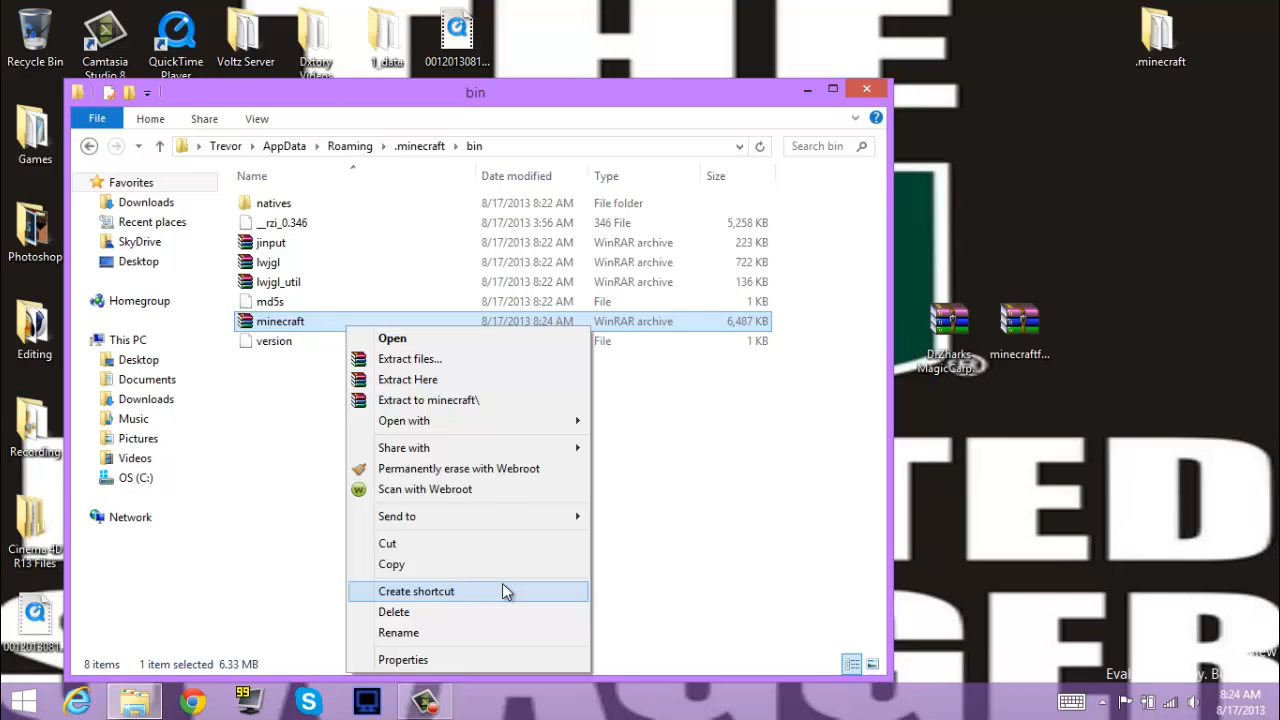 Recycle Bin
Camtasia Studio 8
QuickTime Player
Voltz Server
Dxtory Videos
1_data
0012013081...
.minecraft
bin
File
Home
Share
View
Trevor
AppData
Roaming
.minecraft
bin
Search bin
Games
Photoshop
Editing
Recording
Cinema 4D
R13 Files
0012013081...
Favorites
Downloads
Recent places
SkyDrive
Desktop
Homegroup
This PC
Desktop
Documents
Downloads
Music
Pictures
Videos
OS (C:)
Network
Name Date modified Type Size
natives 8/17/2013 8:22 AM File folder
__rzi_0.346 8/17/2013 3:56 AM 346 File 5,258 KB
jinput 8/17/2013 8:22 AM WinRAR archive 223 KB
lwjgl 8/17/2013 8:22 AM WinRAR archive 722 KB
lwjgl_util 8/17/2013 8:22 AM WinRAR archive 136 KB
md5s 8/17/2013 8:22 AM File 1 KB
minecraft 8/17/2013 8:24 AM WinRAR archive 6,487 KB
version File 1 KB
Open
Extract files...
Extract Here
Extract to minecraft\
Open with
Share with
Permanently erase with Webroot
Scan with Webroot
Send to
Cut
Copy
Create shortcut
Delete
Rename
Properties
8 items 1 item selected 6.33 MB
DrZharks
MagicCarp...
minecraftf...
THE
TED
GER
99
8:24 AM
8/17/2013